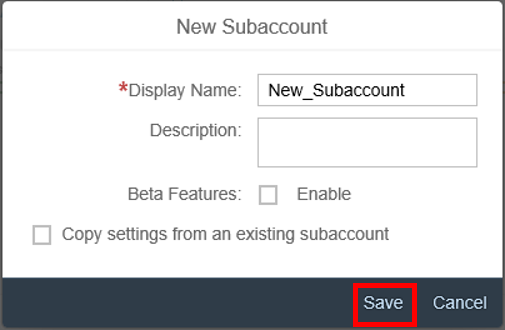 New Subaccount
*Display Name: New_Subaccount
Description:
Beta Features: Enable
Copy settings from an existing subaccount
Save Cancel